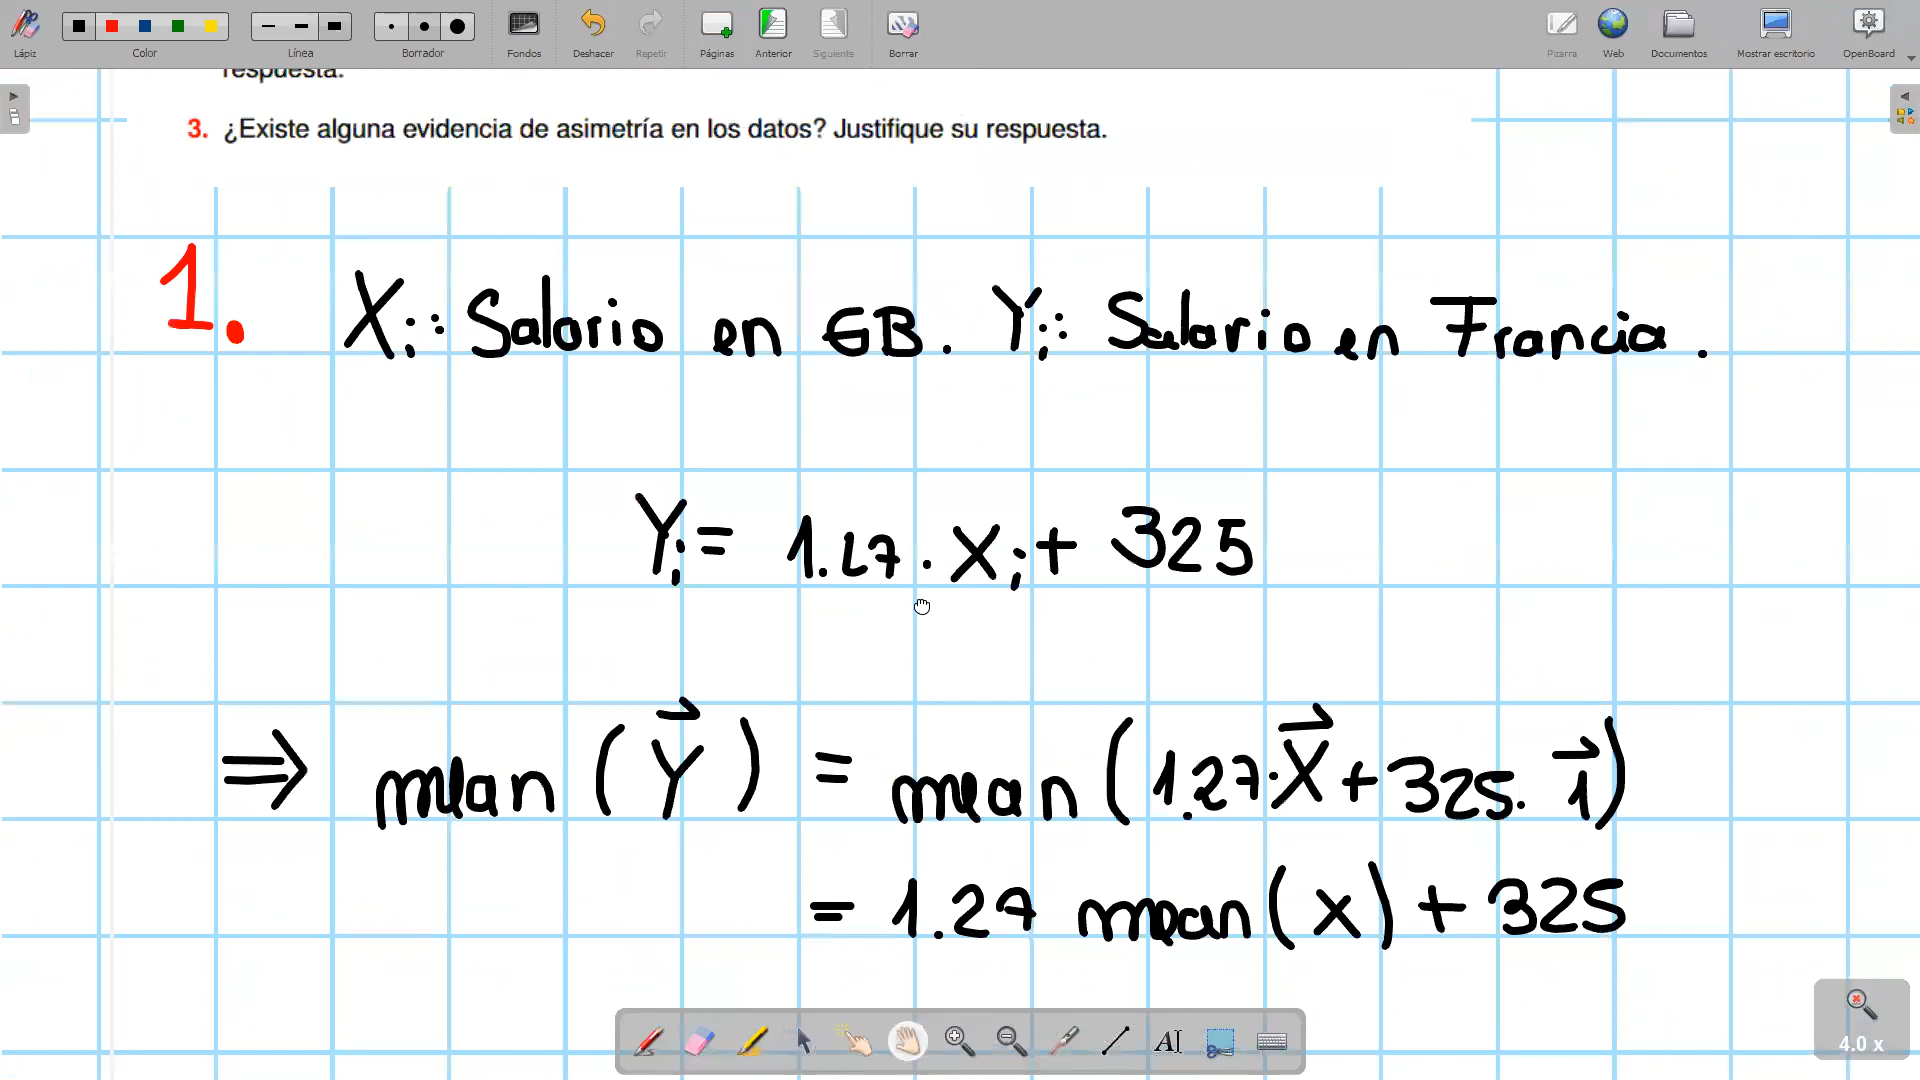 Lápiz Color Línea Borrador Fondos Deshacer Repetir Páginas Anterior Siguiente Borrar Pizarra Web Documentos Mostrar escritorio OpenBoard
respuesta.
3. ¿Existe alguna evidencia de asimetría en los datos? Justifique su respuesta.
1. Xi: Salario en GB. Yi: Salario en Francia.
Yi = 1.27 · Xi + 325
⇒ mean (Y⃗) = mean (1.27·X⃗ + 325. 1⃗)
= 1.27 mean(x) + 325
AI
4.0 x